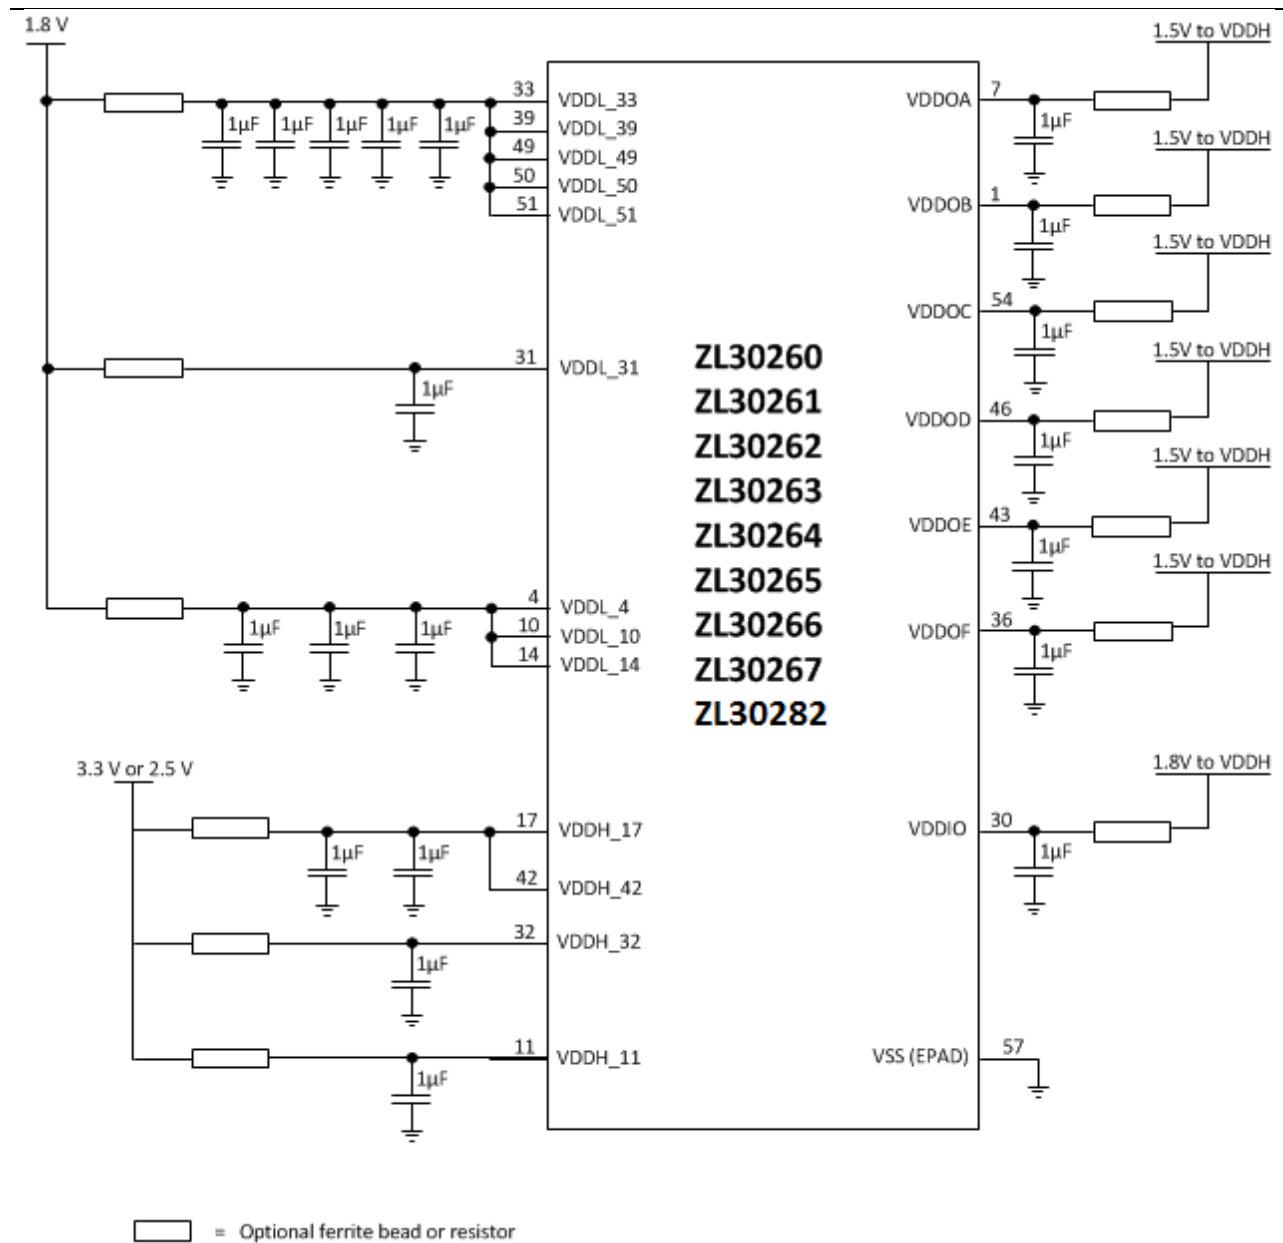 1.8 V
33
VDDL_33
1µF
1µF
1µF
1µF
1µF
39
VDDL_39
49
VDDL_49
50
VDDL_50
51
VDDL_51
31
VDDL_31
1µF
4
VDDL_4
1µF
1µF
1µF
10
VDDL_10
14
VDDL_14
3.3 V or 2.5 V
17
VDDH_17
1µF
1µF
42
VDDH_42
32
VDDH_32
1µF
11
VDDH_11
1µF
ZL30260
ZL30261
ZL30262
ZL30263
ZL30264
ZL30265
ZL30266
ZL30267
ZL30282
1.5V to VDDH
VDDOA
7
1µF
1.5V to VDDH
VDDOB
1
1µF
1.5V to VDDH
VDDOC
54
1µF
1.5V to VDDH
VDDOD
46
1µF
1.5V to VDDH
VDDOE
43
1µF
1.5V to VDDH
VDDOF
36
1µF
1.8V to VDDH
VDDIO
30
1µF
VSS (EPAD)
57
= Optional ferrite bead or resistor